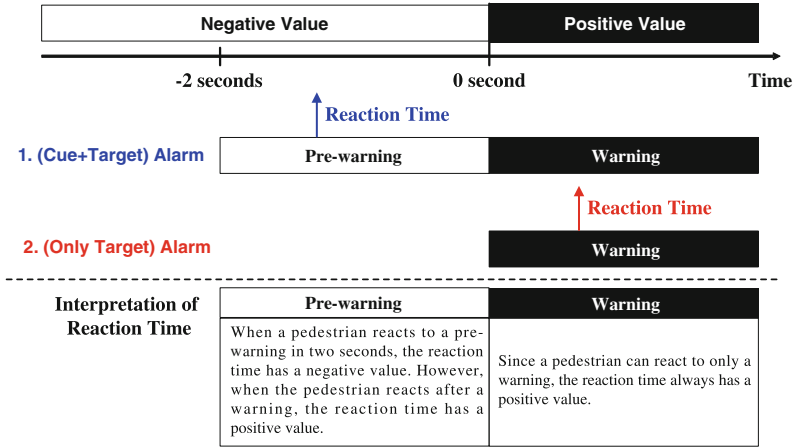 Negative Value
Positive Value
-2 seconds
0 second
Time
Reaction Time
1. (Cue+Target) Alarm
Pre-warning
Warning
Reaction Time
2. (Only Target) Alarm
Warning
Interpretation of
Reaction Time
Pre-warning
Warning
When a pedestrian reacts to a pre-
warning in two seconds, the reaction
time has a negative value. However,
when the pedestrian reacts after a
warning, the reaction time has a
positive value.
Since a pedestrian can react to only a
warning, the reaction time always has a
positive value.